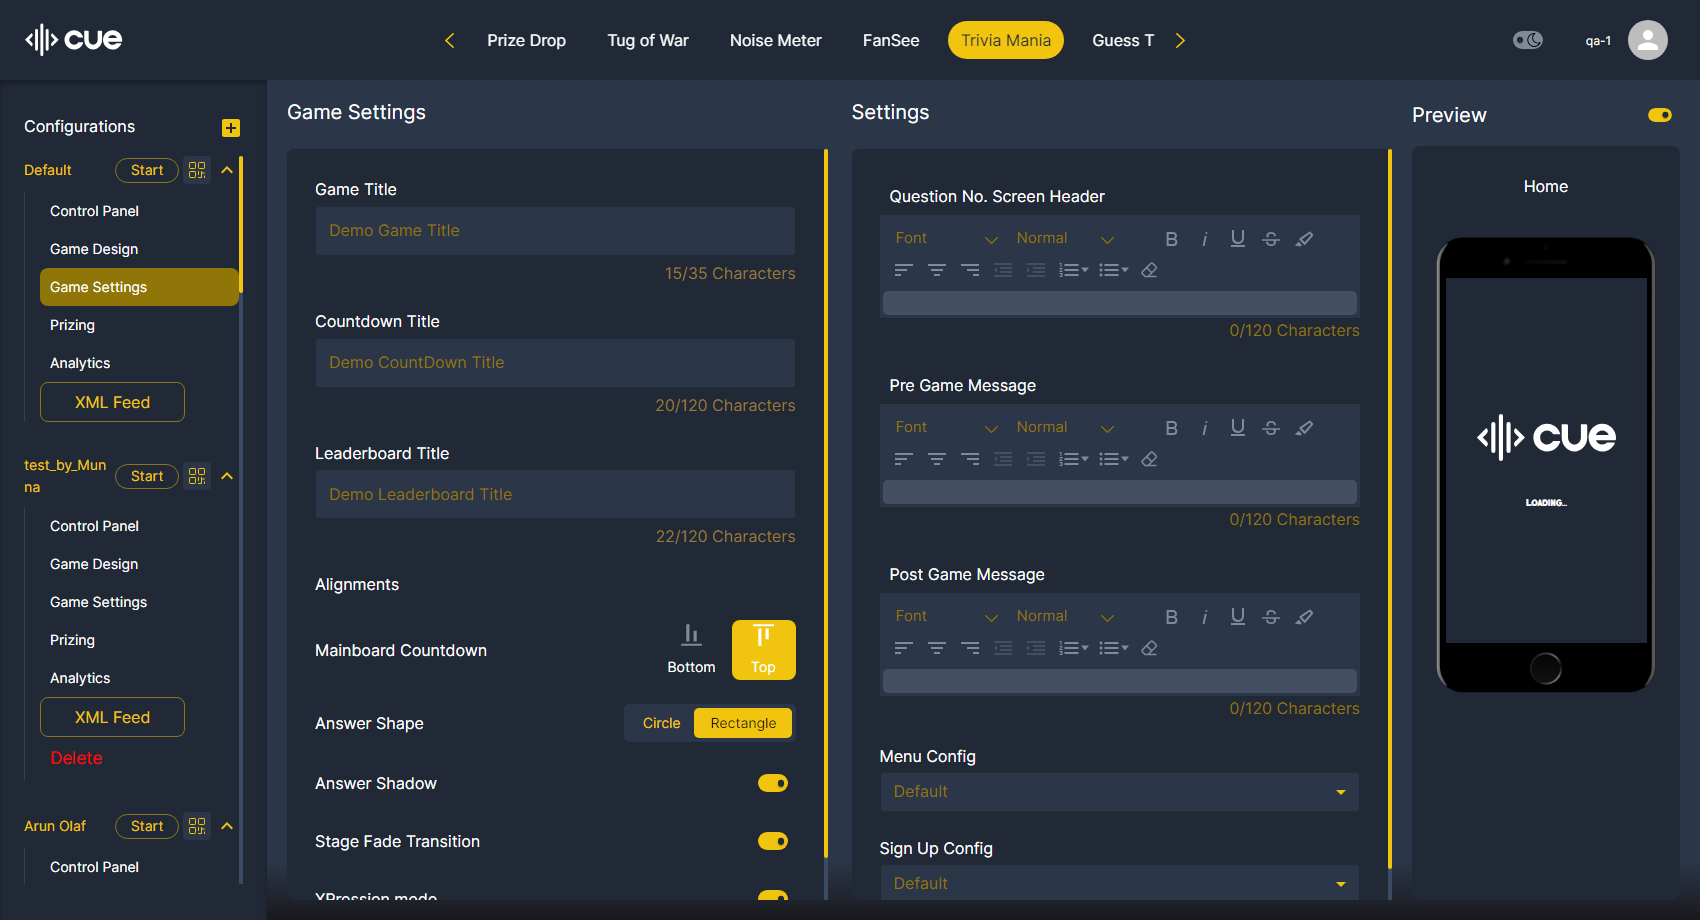 cue
Prize Drop
Tug of War
Noise Meter
FanSee
Trivia Mania
Guess T
qa-1
Configurations
Default
Start
Control Panel
Game Design
Game Settings
Prizing
Analytics
XML Feed
test_by_Mun
na
Start
Control Panel
Game Design
Game Settings
Prizing
Analytics
XML Feed
Delete
Arun Olaf
Start
Control Panel
Game Settings
Game Title
Demo Game Title
15/35 Characters
Countdown Title
Demo CountDown Title
20/120 Characters
Leaderboard Title
Demo Leaderboard Title
22/120 Characters
Alignments
Mainboard Countdown
Bottom
Top
Answer Shape
Circle
Rectangle
Answer Shadow
Stage Fade Transition
XPression mode
Settings
Question No. Screen Header
Font
Normal
0/120 Characters
Pre Game Message
Font
Normal
0/120 Characters
Post Game Message
Font
Normal
0/120 Characters
Menu Config
Default
Sign Up Config
Default
Preview
Home
cue
LOADING...